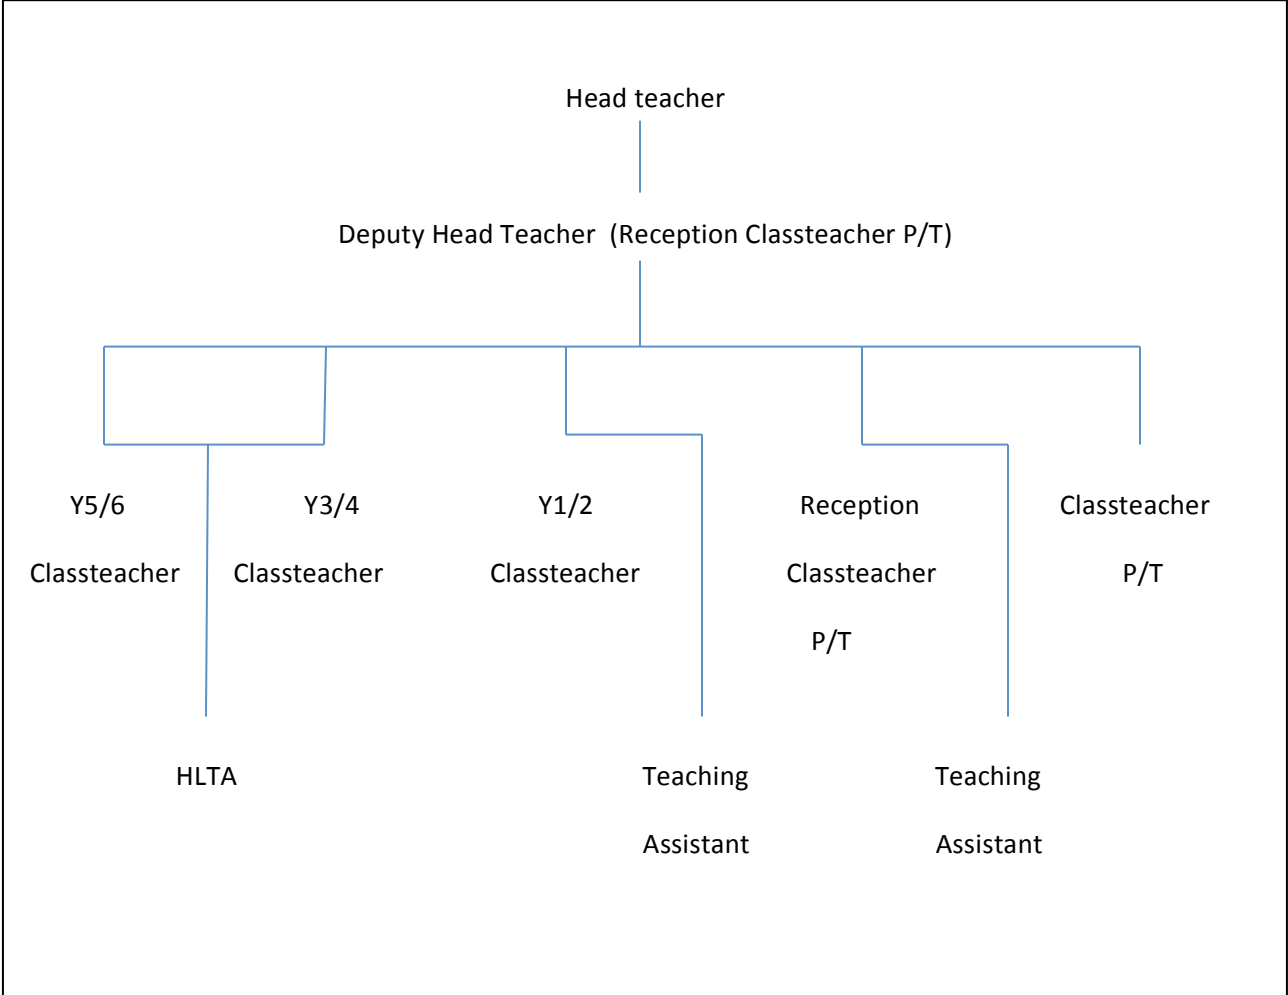 Head teacher
Deputy Head Teacher (Reception Classteacher P/T)
Y5/6
Classteacher
Y3/4
Classteacher
Y1/2
Classteacher
Reception
Classteacher
P/T
Classteacher
P/T
HLTA
Teaching
Assistant
Teaching
Assistant